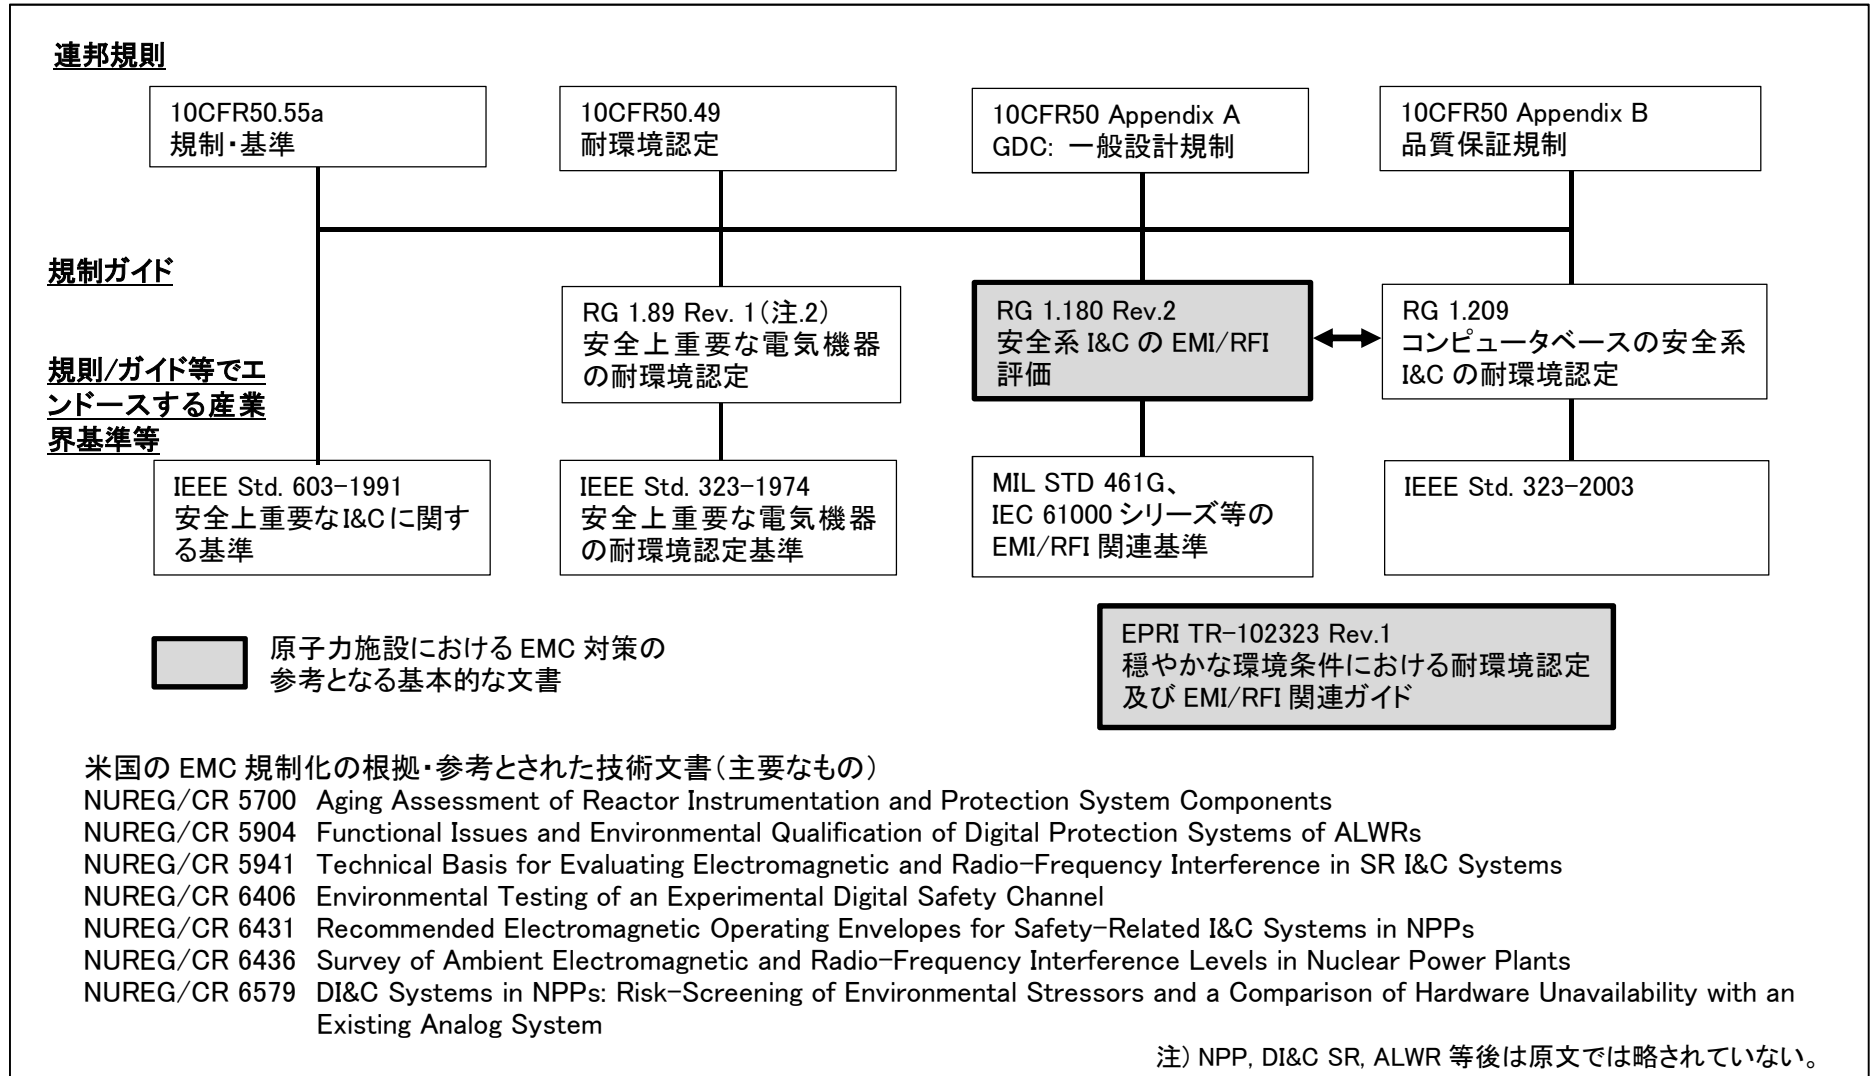 連邦規則
10CFR50.55a
規制・基準
10CFR50.49
耐環境認定
10CFR50 Appendix A
GDC: 一般設計規制
10CFR50 Appendix B
品質保証規制
規制ガイド
RG 1.89 Rev. 1(注.2)
安全上重要な電気機器
の耐環境認定
RG 1.180 Rev.2
安全系 I&C の EMI/RFI
評価
RG 1.209
コンピュータベースの安全系
I&C の耐環境認定
規則/ガイド等でエ
ンドースする産業
界基準等
IEEE Std. 603-1991
安全上重要なI&Cに関す
る基準
IEEE Std. 323-1974
安全上重要な電気機器
の耐環境認定基準
MIL STD 461G、
IEC 61000 シリーズ等の
EMI/RFI 関連基準
IEEE Std. 323-2003
原子力施設における EMC 対策の
参考となる基本的な文書
EPRI TR-102323 Rev.1
穏やかな環境条件における耐環境認定
及び EMI/RFI 関連ガイド
米国の EMC 規制化の根拠・参考とされた技術文書(主要なもの)
NUREG/CR 5700 Aging Assessment of Reactor Instrumentation and Protection System Components
NUREG/CR 5904 Functional Issues and Environmental Qualification of Digital Protection Systems of ALWRs
NUREG/CR 5941 Technical Basis for Evaluating Electromagnetic and Radio-Frequency Interference in SR I&C Systems
NUREG/CR 6406 Environmental Testing of an Experimental Digital Safety Channel
NUREG/CR 6431 Recommended Electromagnetic Operating Envelopes for Safety-Related I&C Systems in NPPs
NUREG/CR 6436 Survey of Ambient Electromagnetic and Radio-Frequency Interference Levels in Nuclear Power Plants
NUREG/CR 6579 DI&C Systems in NPPs: Risk-Screening of Environmental Stressors and a Comparison of Hardware Unavailability with an
Existing Analog System
注) NPP, DI&C SR, ALWR 等後は原文では略されていない。